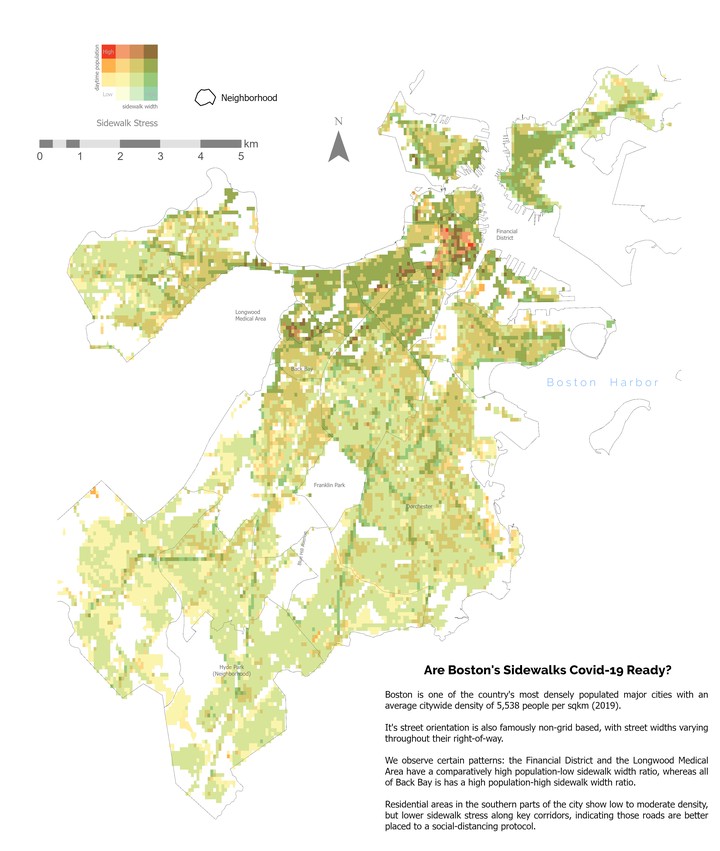 High
Low
daytime population
sidewalk width
Sidewalk Stress
Neighborhood
0 1 2 3 4 5 km
N
Financial
District
Longwood
Medical Area
Back Bay
Boston Harbor
Franklin Park
Dorchester
Blue Hill Avenue
Hyde Park
(Neighborhood)
Are Boston's Sidewalks Covid-19 Ready?
Boston is one of the country's most densely populated major cities with an
average citywide density of 5,538 people per sqkm (2019).
It's street orientation is also famously non-grid based, with street widths varying
throughout their right-of-way.
We observe certain patterns: the Financial District and the Longwood Medical
Area have a comparatively high population-low sidewalk width ratio, whereas all
of Back Bay is has a high population-high sidewalk width ratio.
Residential areas in the southern parts of the city show low to moderate density,
but lower sidewalk stress along key corridors, indicating those roads are better
placed to a social-distancing protocol.